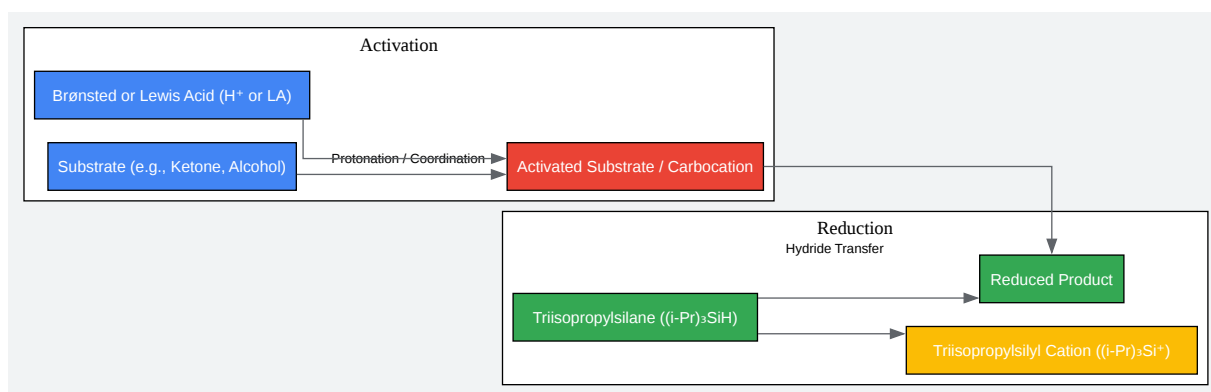 Activation
Brønsted or Lewis Acid (H⁺ or LA)
Protonation / Coordination
Substrate (e.g., Ketone, Alcohol)
Activated Substrate / Carbocation
Reduction
Hydride Transfer
Reduced Product
Triisopropylsilane ((i-Pr)₃SiH)
Triisopropylsilyl Cation ((i-Pr)₃Si⁺)